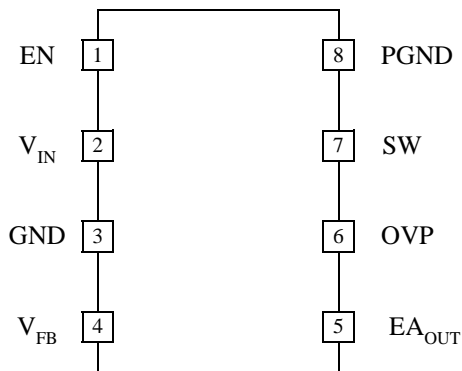 EN 1 8 PGND
V_IN 2 7 SW
GND 3 6 OVP
V_FB 4 5 EA_OUT